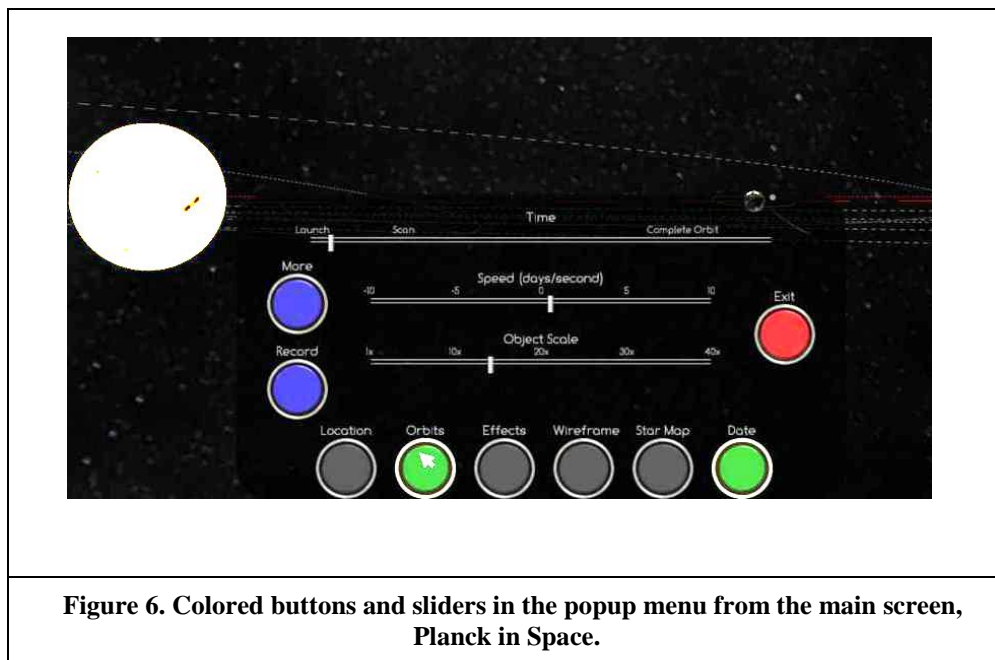 Time
Launch Scan Complete Orbit
More
Speed (days/second)
-10 -5 0 5 10
Exit
Record
Object Scale
1x 10x 20x 30x 40x
Location Orbits Effects Wireframe Star Map Date
Figure 6. Colored buttons and sliders in the popup menu from the main screen,
Planck in Space.